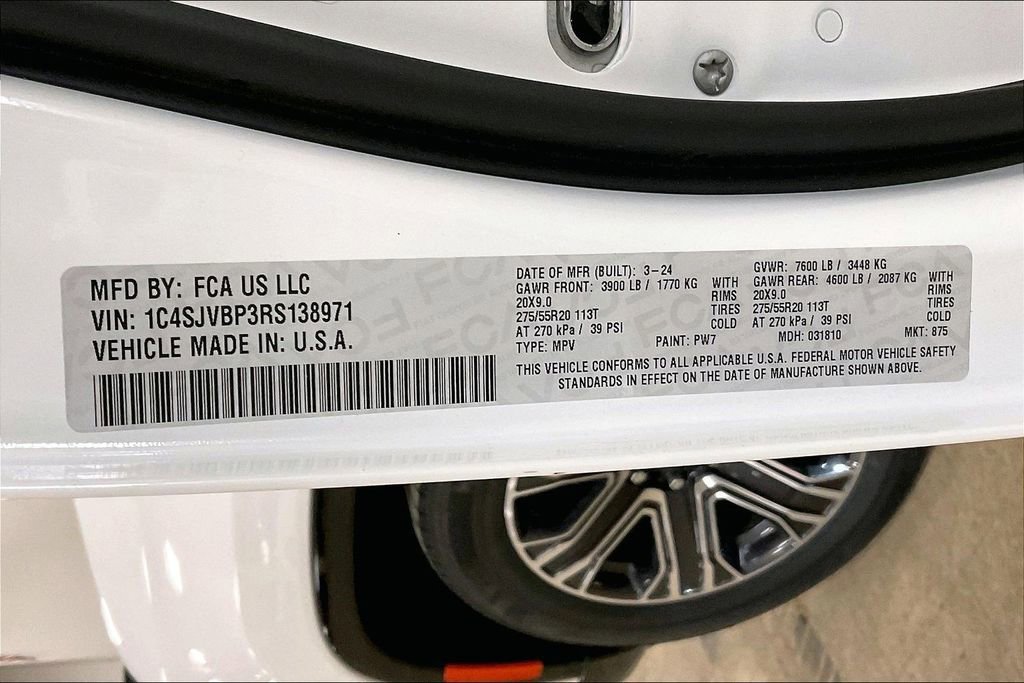 MFD BY: FCA US LLC
VIN: 1C4SJVBP3RS138971
VEHICLE MADE IN: U.S.A.
DATE OF MFR (BUILT): 3-24
GAWR FRONT: 3900 LB / 1770 KG WITH
20X9.0 RIMS
275/55R20 113T TIRES
AT 270 kPa / 39 PSI COLD
TYPE: MPV PAINT: PW7
GVWR: 7600 LB / 3448 KG
GAWR REAR: 4600 LB / 2087 KG WITH
20X9.0 RIMS
275/55R20 113T TIRES
AT 270 kPa / 39 PSI COLD
MDH: 031810 MKT: 875
THIS VEHICLE CONFORMS TO ALL APPLICABLE U.S.A. FEDERAL MOTOR VEHICLE SAFETY
STANDARDS IN EFFECT ON THE DATE OF MANUFACTURE SHOWN ABOVE.